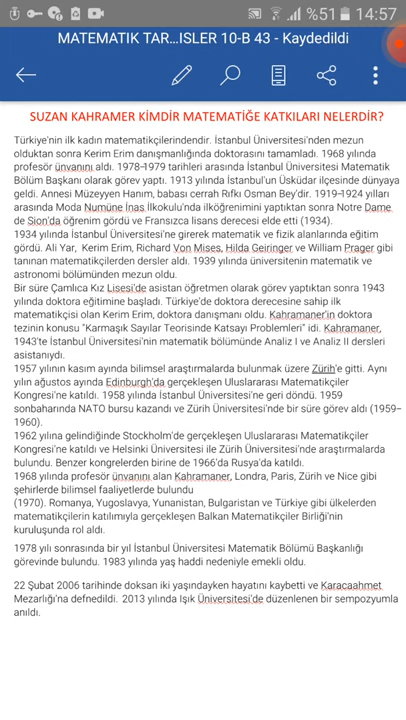 %51 14:57
MATEMATIK TAR...ISLER 10-B 43 - Kaydedildi
SUZAN KAHRAMER KİMDİR MATEMATİĞE KATKILARI NELERDİR?
Türkiye'nin ilk kadın matematikçilerindendir. İstanbul Üniversitesi'nden mezun
olduktan sonra Kerim Erim danışmanlığında doktorasını tamamladı. 1968 yılında
profesör ünvanını aldı. 1978-1979 tarihleri arasında İstanbul Üniversitesi Matematik
Bölüm Başkanı olarak görev yaptı. 1913 yılında İstanbul'un Üsküdar ilçesinde dünyaya
geldi. Annesi Müzeyyen Hanım, babası cerrah Rıfkı Osman Bey'dir. 1919-1924 yılları
arasında Moda Numüne İnas İlkokulu'nda ilköğrenimini yaptıktan sonra Notre Dame
de Sion'da öğrenim gördü ve Fransızca lisans derecesi elde etti (1934).
1934 yılında İstanbul Üniversitesi'ne girerek matematik ve fizik alanlarında eğitim
gördü. Ali Yar, Kerim Erim, Richard Von Mises, Hilda Geiringer ve William Prager gibi
tanınan matematikçilerden dersler aldı. 1939 yılında üniversitenin matematik ve
astronomi bölümünden mezun oldu.
Bir süre Çamlıca Kız Lisesi'de asistan öğretmen olarak görev yaptıktan sonra 1943
yılında doktora eğitimine başladı. Türkiye'de doktora derecesine sahip ilk
matematikçisi olan Kerim Erim, doktora danışmanı oldu. Kahramaner'in doktora
tezinin konusu "Karmaşık Sayılar Teorisinde Katsayı Problemleri" idi. Kahramaner,
1943'te İstanbul Üniversitesi'nin matematik bölümünde Analiz I ve Analiz II dersleri
asistanıydı.
1957 yılının kasım ayında bilimsel araştırmalarda bulunmak üzere Zürih'e gitti. Aynı
yılın ağustos ayında Edinburgh'da gerçekleşen Uluslararası Matematikçiler
Kongresi'ne katıldı. 1958 yılında İstanbul Üniversitesi'ne geri döndü. 1959
sonbaharında NATO bursu kazandı ve Zürih Üniversitesi'nde bir süre görev aldı (1959–
1960).
1962 yılına gelindiğinde Stockholm'de gerçekleşen Uluslararası Matematikçiler
Kongresi'ne katıldı ve Helsinki Üniversitesi ile Zürih Üniversitesi'nde araştırmalarda
bulundu. Benzer kongrelerden birine de 1966'da Rusya'da katıldı.
1968 yılında profesör ünvanını alan Kahramaner, Londra, Paris, Zürih ve Nice gibi
şehirlerde bilimsel faaliyetlerde bulundu
(1970). Romanya, Yugoslavya, Yunanistan, Bulgaristan ve Türkiye gibi ülkelerden
matematikçilerin katılımıyla gerçekleşen Balkan Matematikçiler Birliği'nin
kuruluşunda rol aldı.
1978 yılı sonrasında bir yıl İstanbul Üniversitesi Matematik Bölümü Başkanlığı
görevinde bulundu. 1983 yılında yaş haddi nedeniyle emekli oldu.
22 Şubat 2006 tarihinde doksan iki yaşındayken hayatını kaybetti ve Karacaahmet
Mezarlığı'na defnedildi. 2013 yılında Işık Üniversitesi'de düzenlenen bir sempozyumla
anıldı.